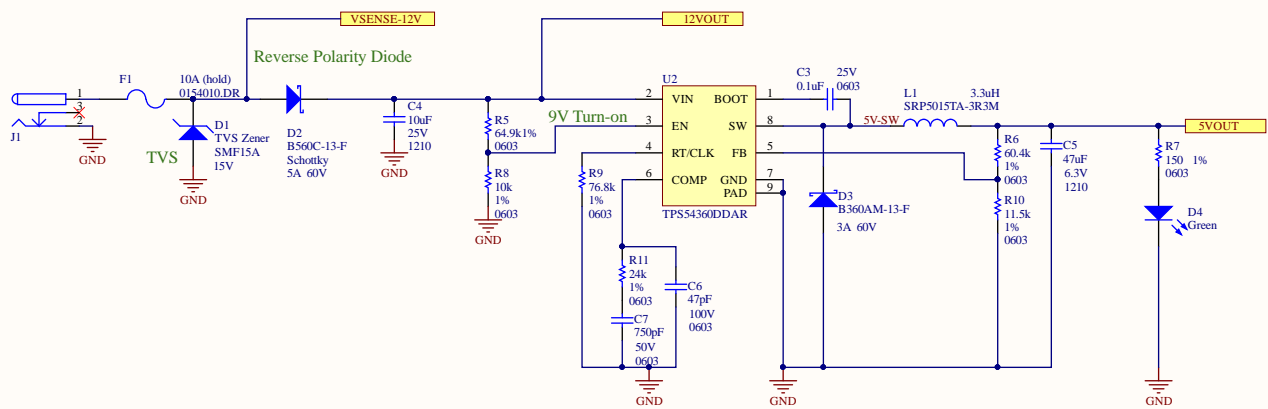 VSENSE-12V
12VOUT
Reverse Polarity Diode
F1
10A (hold)
0154010.DR
1
3
2
J1
GND
D1
TVS Zener
SMF15A
15V
TVS
GND
D2
B560C-13-F
Schottky
5A 60V
C4
10uF
25V
1210
GND
R5
64.9k1%
0603
R8
10k
1%
0603
GND
9V Turn-on
U2
2
VIN
BOOT
1
3
EN
SW
8
4
RT/CLK
FB
5
6
COMP
GND
7
PAD
9
TPS54360DDAR
R9
76.8k
1%
0603
R11
24k
1%
0603
C7
750pF
50V
0603
C6
47pF
100V
0603
GND
C3
0.1uF
25V
0603
5V-SW
L1
3.3uH
SRP5015TA-3R3M
D3
B360AM-13-F
3A 60V
GND
R6
60.4k
1%
0603
R10
11.5k
1%
0603
C5
47uF
6.3V
1210
5VOUT
R7
150 1%
0603
D4
Green
GND